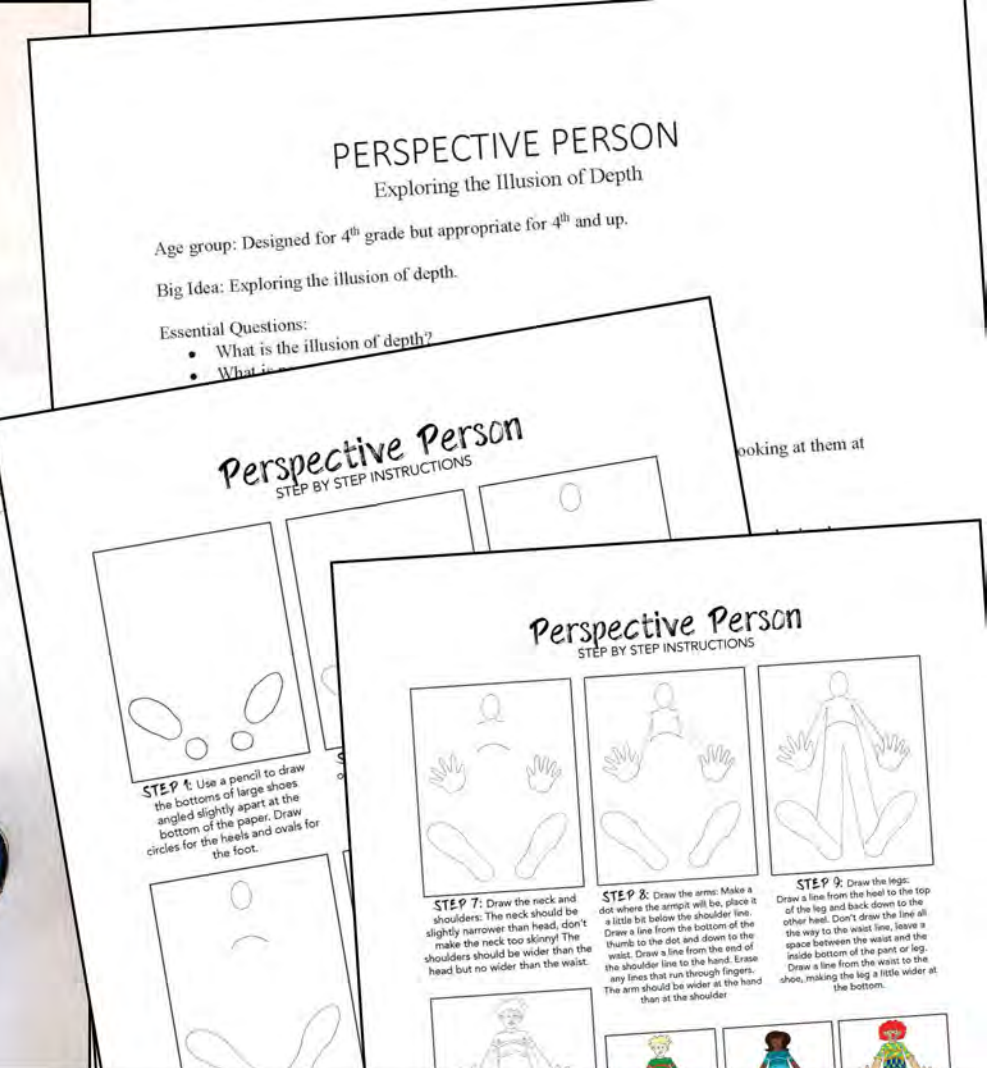 PERSPECTIVE PERSON
Exploring the Illusion of Depth
Age group: Designed for 4th grade but appropriate for 4th and up.
Big Idea: Exploring the illusion of depth.
Essential Questions:
• What is the illusion of depth?
• What is
ooking at them at
Perspective Person
STEP BY STEP INSTRUCTIONS
STEP 1: Use a pencil to draw
the bottoms of large shoes
angled slightly apart at the
bottom of the paper. Draw
circles for the heels and ovals for
the foot.
Perspective Person
STEP BY STEP INSTRUCTIONS
STEP 7: Draw the neck and
shoulders: The neck should be
slightly narrower than head, don't
make the neck too skinny! The
shoulders should be wider than the
head but no wider than the waist.
STEP 8: Draw the arms: Make a
dot where the armpit will be, place it
a little bit below the shoulder line.
Draw a line from the bottom of the
thumb to the dot and down to the
waist. Draw a line from the end of
the shoulder line to the hand. Erase
any lines that run through fingers.
The arm should be wider at the hand
than at the shoulder
STEP 9: Draw the legs:
Draw a line from the heel to the top
of the leg and back down to the
other heel. Don't draw the line all
the way to the waist line, leave a
space between the waist and the
inside bottom of the pant or leg.
Draw a line from the waist to the
shoe, making the leg a little wider at
the bottom.